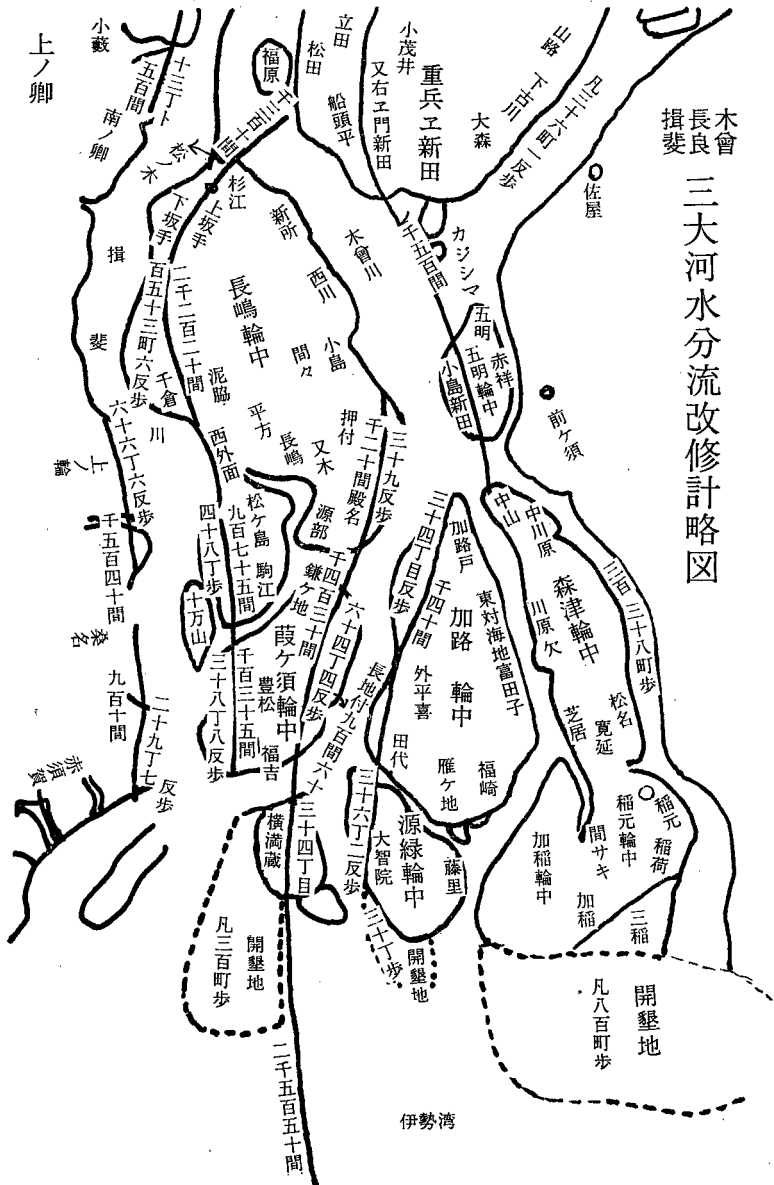 木曾
長良
揖斐
三大河水分流改修計略図
上ノ卿
小藪
十三丁ト
五百間
南ノ卿
松ノ木
福原
千三百十間
松田
立田
船頭平
小茂井
又右ヱ門新田
重兵ヱ新田
大森
下古川
山路
凡二十六町一反歩
佐屋
杉江
上坂手
下坂手
新所
西川
木曾川
千五百間
カジシマ
五明
赤祥
五明輪中
小島新田
前ケ須
揖
斐
川
百五十三町六反歩
二千二百二十間
長嶋輪中
小島
間々
千倉
泥脇
平方
西外面
長嶋
又木
押付
千二十間
殿名
三十九反歩
六十六丁六反歩
上ノ輪
千五百四十間
桑名
九百十間
二十九丁七反歩
赤須賀
四十八丁歩
九百七十五間
松ケ島
駒江
源部
十万山
鎌ケ地
千四百三十間
六十四丁四反歩
葭ケ須輪中
豊松
福吉
千百三十五間
三十八丁八反歩
三十四丁目反歩
加路戸
千四十間
加路輪中
東対海地
富田子
外平喜
長地付
九百間六十
田代
雁ケ地
福崎
中山
中川原
森津輪中
川原欠
三百三十八町歩
松名
寛延
芝居
横満蔵
三十四丁目
三十六丁二反歩
大智院
源緑輪中
藤里
三十丁歩
開墾地
加稲輪中
間サキ
加稲
稲元輪中
稲元
稲荷
三稲
開墾地
凡三百町歩
開墾地
凡八百町歩
二千五百五十間
伊勢湾